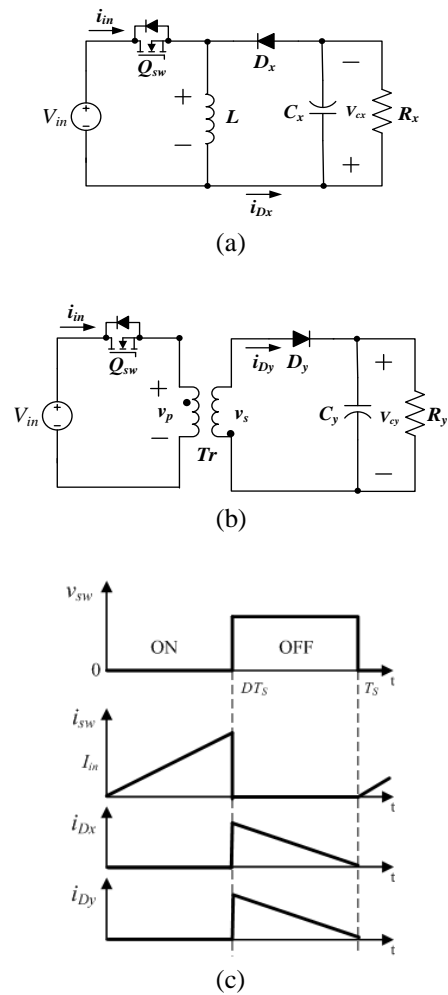 i_in
Q_sw
D_x
V_in
+
−
L
C_x
−
V_cx
+
R_x
i_Dx
(a)
i_in
Q_sw
V_in
+
v_p
−
v_s
Tr
i_Dy
D_y
C_y
+
V_cy
−
R_y
(b)
v_sw
ON
OFF
0
DT_S
T_S
t
i_sw
I_in
t
i_Dx
t
i_Dy
t
(c)